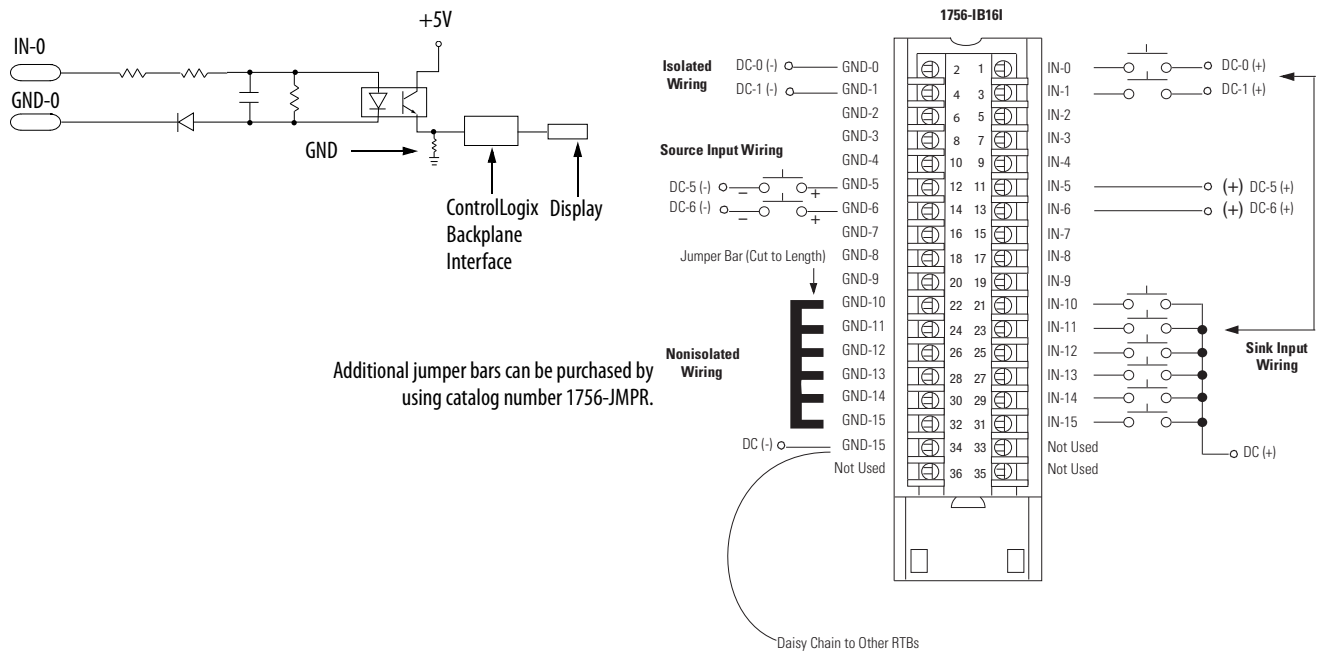 +5V
IN-0
GND-0
GND
ControlLogix
Backplane
Interface
Display
Additional jumper bars can be purchased by
using catalog number 1756-JMPR.
1756-IB16I
Isolated
Wiring
DC-0 (-)
DC-1 (-)
Source Input Wiring
DC-5 (-)
– +
DC-6 (-)
– +
Jumper Bar (Cut to Length)
Nonisolated
Wiring
DC (-)
GND-0 2 1 IN-0
GND-1 4 3 IN-1
GND-2 6 5 IN-2
GND-3 8 7 IN-3
GND-4 10 9 IN-4
GND-5 12 11 IN-5
GND-6 14 13 IN-6
GND-7 16 15 IN-7
GND-8 18 17 IN-8
GND-9 20 19 IN-9
GND-10 22 21 IN-10
GND-11 24 23 IN-11
GND-12 26 25 IN-12
GND-13 28 27 IN-13
GND-14 30 29 IN-14
GND-15 32 31 IN-15
GND-15 34 33 Not Used
Not Used 36 35 Not Used
DC-0 (+)
DC-1 (+)
(+) DC-5 (+)
(+) DC-6 (+)
Sink Input
Wiring
DC (+)
Daisy Chain to Other RTBs